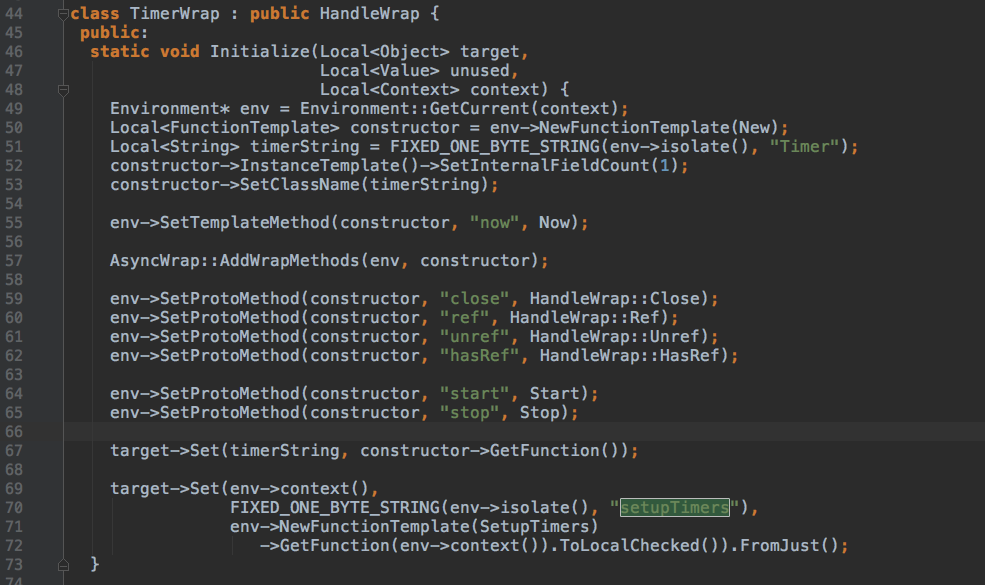 44 class TimerWrap : public HandleWrap {
45 public:
46 static void Initialize(Local<Object> target,
47 Local<Value> unused,
48 Local<Context> context) {
49 Environment* env = Environment::GetCurrent(context);
50 Local<FunctionTemplate> constructor = env->NewFunctionTemplate(New);
51 Local<String> timerString = FIXED_ONE_BYTE_STRING(env->isolate(), "Timer");
52 constructor->InstanceTemplate()->SetInternalFieldCount(1);
53 constructor->SetClassName(timerString);
54
55 env->SetTemplateMethod(constructor, "now", Now);
56
57 AsyncWrap::AddWrapMethods(env, constructor);
58
59 env->SetProtoMethod(constructor, "close", HandleWrap::Close);
60 env->SetProtoMethod(constructor, "ref", HandleWrap::Ref);
61 env->SetProtoMethod(constructor, "unref", HandleWrap::Unref);
62 env->SetProtoMethod(constructor, "hasRef", HandleWrap::HasRef);
63
64 env->SetProtoMethod(constructor, "start", Start);
65 env->SetProtoMethod(constructor, "stop", Stop);
66
67 target->Set(timerString, constructor->GetFunction());
68
69 target->Set(env->context(),
70 FIXED_ONE_BYTE_STRING(env->isolate(), "setupTimers"),
71 env->NewFunctionTemplate(SetupTimers)
72 ->GetFunction(env->context()).ToLocalChecked()).FromJust();
73 }
74